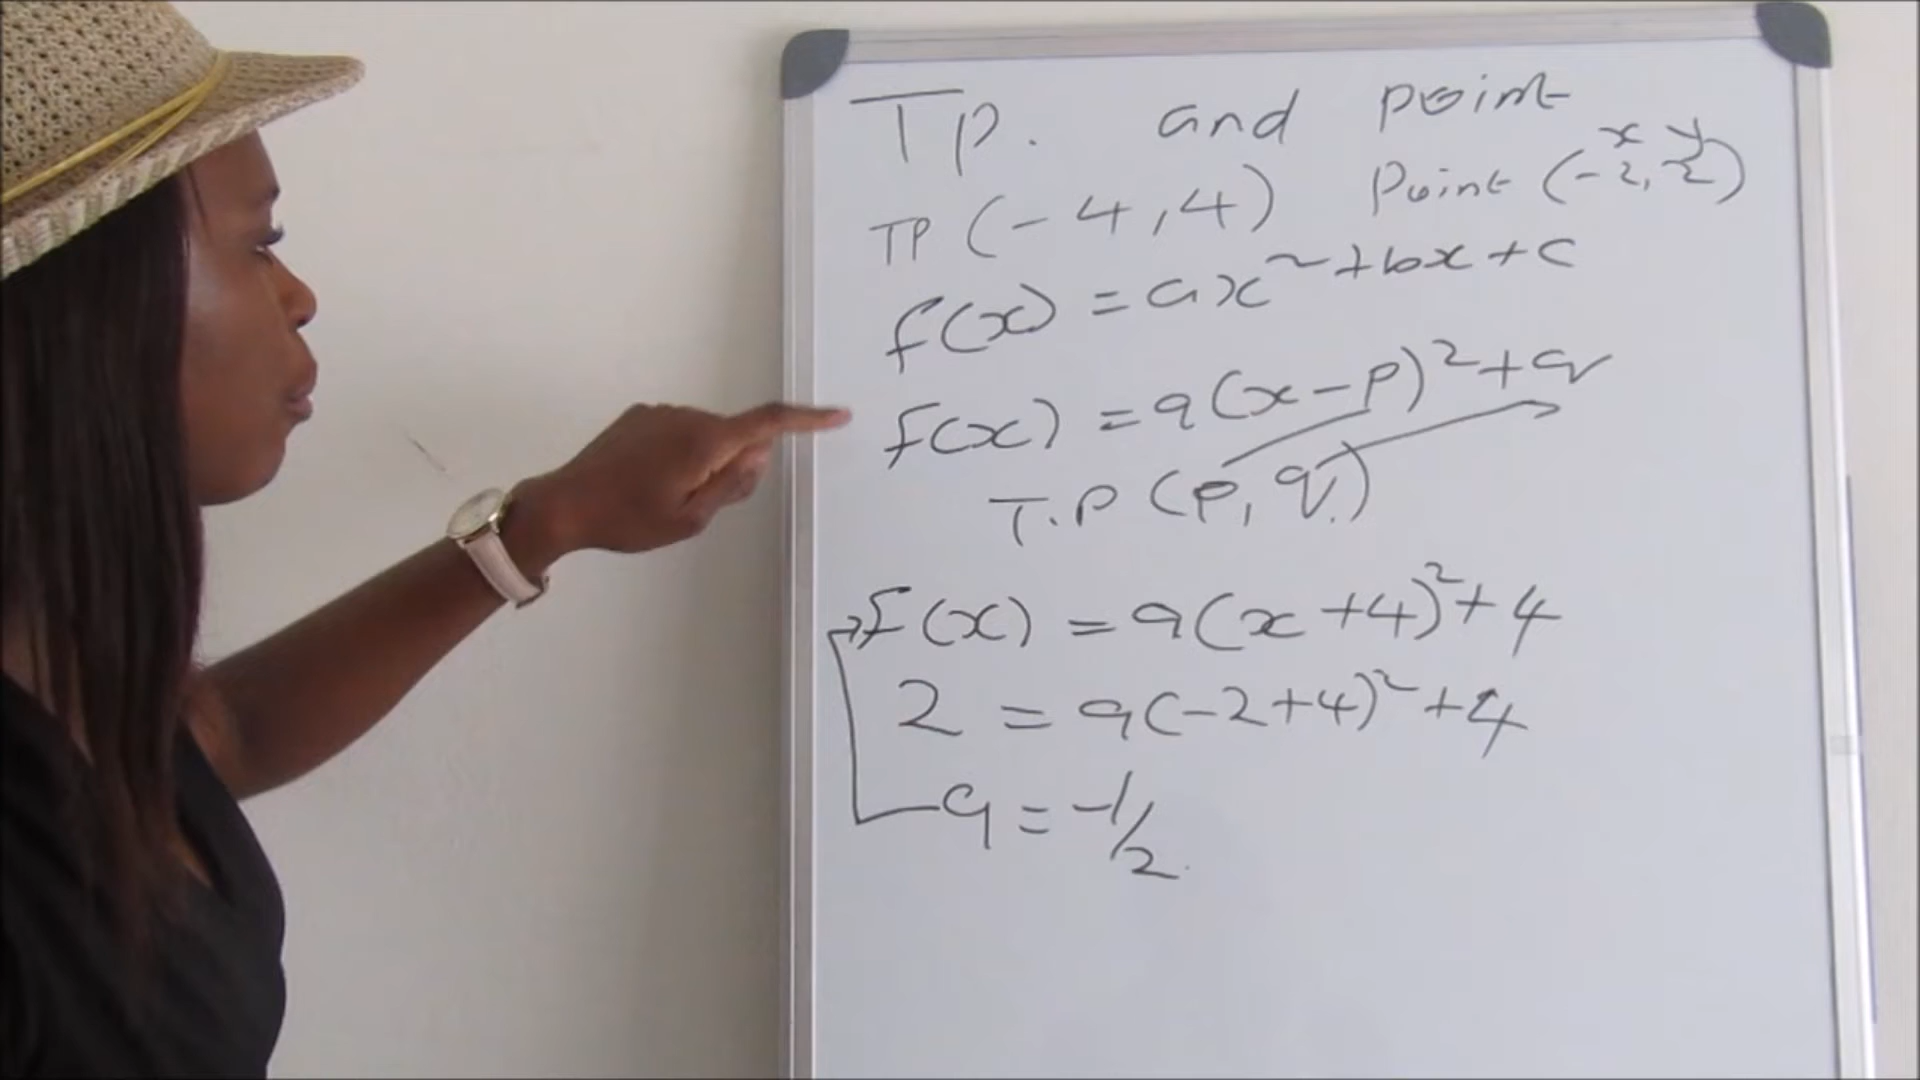 TP. and point
x y
TP (-4,4) Point (-2, 2)
f(x) = ax² + bx + c
f(x) = a(x-p)² + q
T.P (p, q)
f(x) = a(x+4)² + 4
2 = a(-2+4)² + 4
a = -1/2